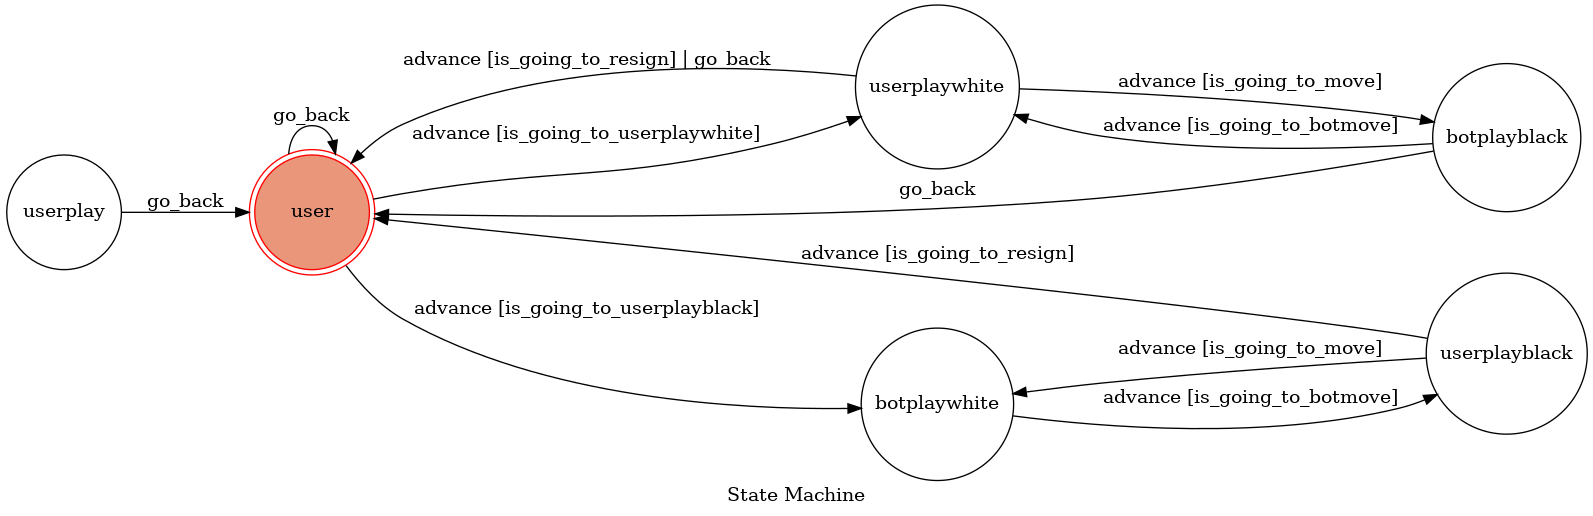 advance [is_going_to_resign] | go_back
userplaywhite
advance [is_going_to_move]
go_back
advance [is_going_to_userplaywhite]
advance [is_going_to_botmove]
botplayblack
userplay
go_back
user
go_back
advance [is_going_to_resign]
advance [is_going_to_userplayblack]
advance [is_going_to_move]
userplayblack
botplaywhite
advance [is_going_to_botmove]
State Machine